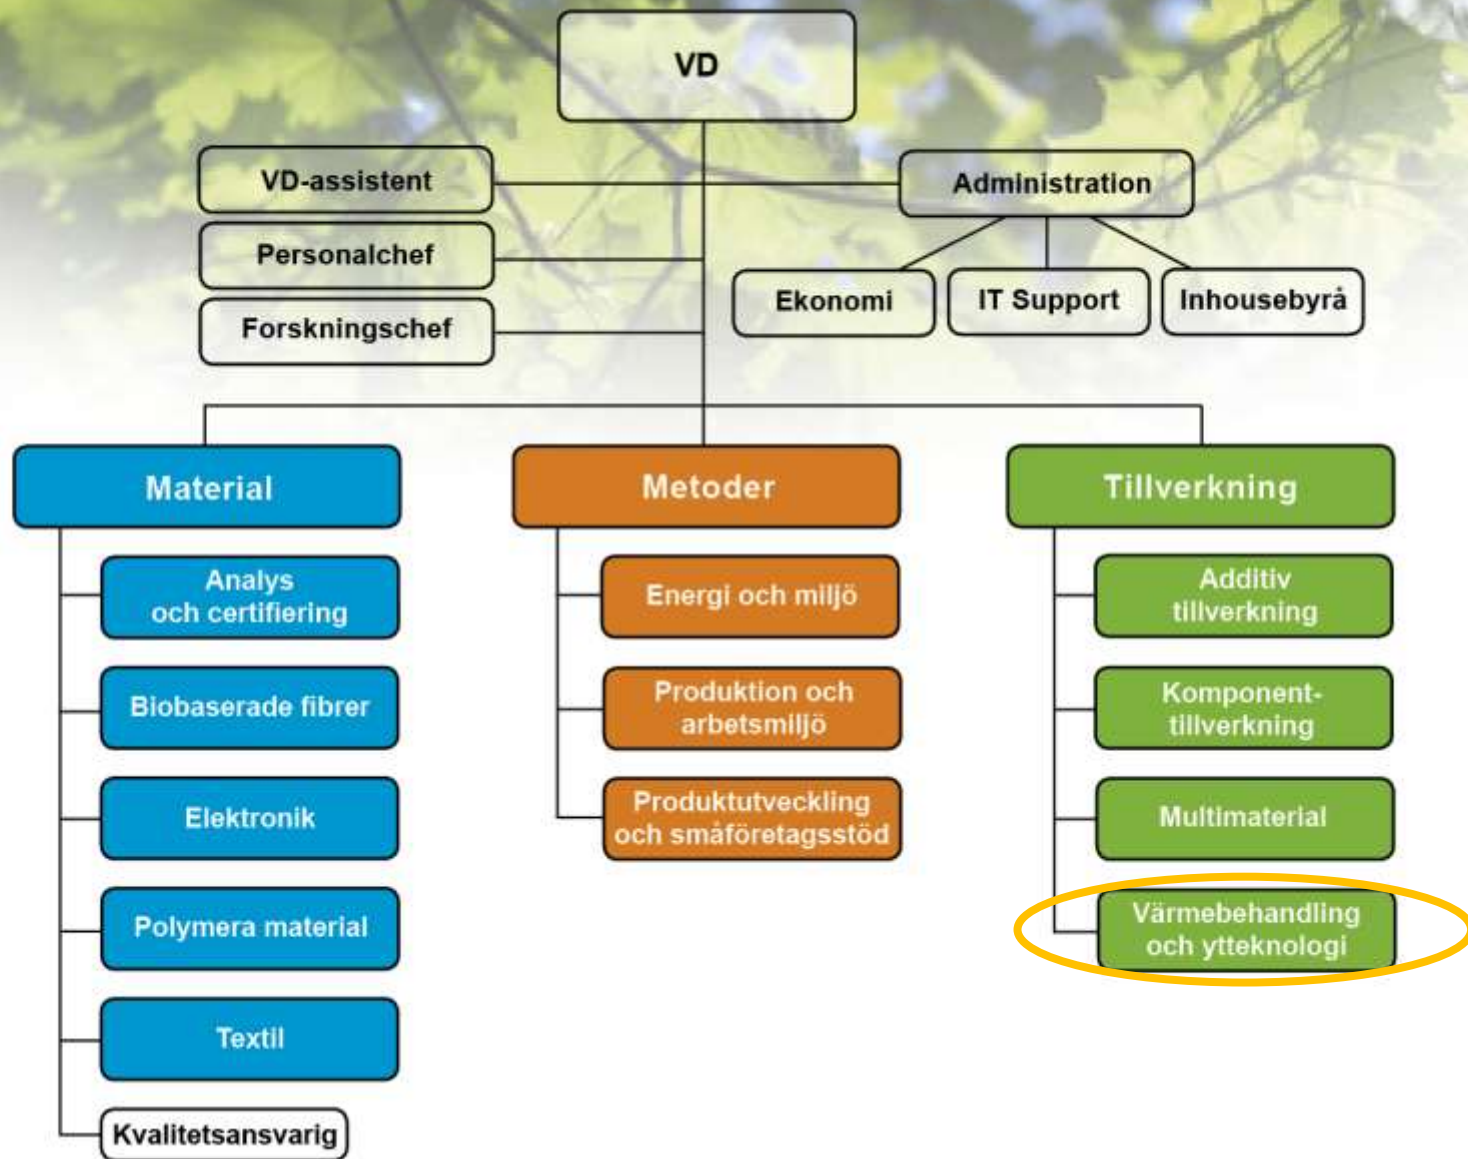 VD
VD-assistent
Administration
Personalchef
Forskningschef
Ekonomi
IT Support
Inhousebyrå
Material
Analys
och certifiering
Biobaserade fibrer
Elektronik
Polymera material
Textil
Kvalitetsansvarig
Metoder
Energi och miljö
Produktion och
arbetsmiljö
Produktutveckling
och småföretagsstöd
Tillverkning
Additiv
tillverkning
Komponent-
tillverkning
Multimaterial
Värmebehandling
och ytteknologi